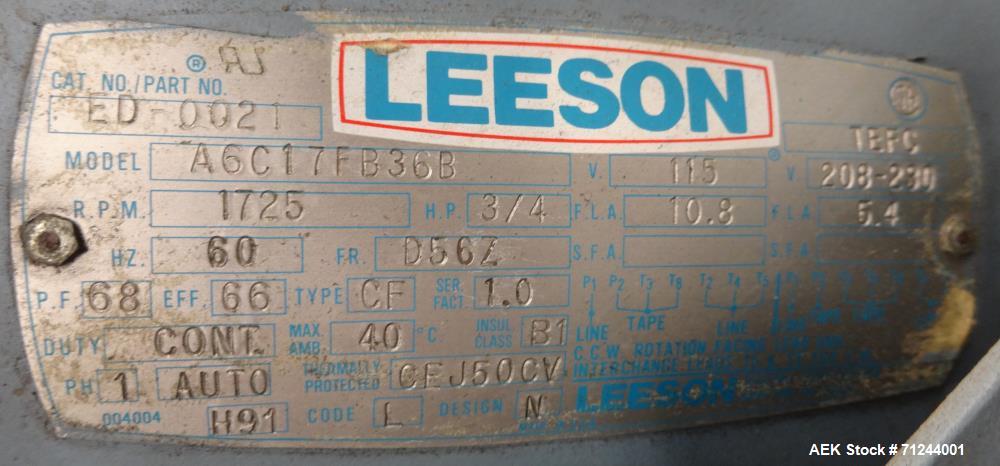 LEESON
®
CAT. NO./PART NO.
ED-0021
TEFC
MODEL A6C17FB36B V. 115 V. 208-230
R.P.M. 1725 H.P. 3/4 F.L.A. 10.8 F.L.A. 5.4
HZ. 60 FR. D56Z S.F.A. S.F.A.
P.F. 68 EFF. 66 TYPE CF SER. FACT 1.0
P1 P2 T3 T8 T2 T4 T5
LINE TAPE LINE
DUTY CONT. MAX. AMB. 40 °C INSUL CLASS B1
C.C.W. ROTATION FACING LEAD END
INTERCHANGE
PH 1 AUTO THERMALLY PROTECTED CEJ50CV
LEESON
004004 H91 CODE L DESIGN N
AEK Stock # 71244001